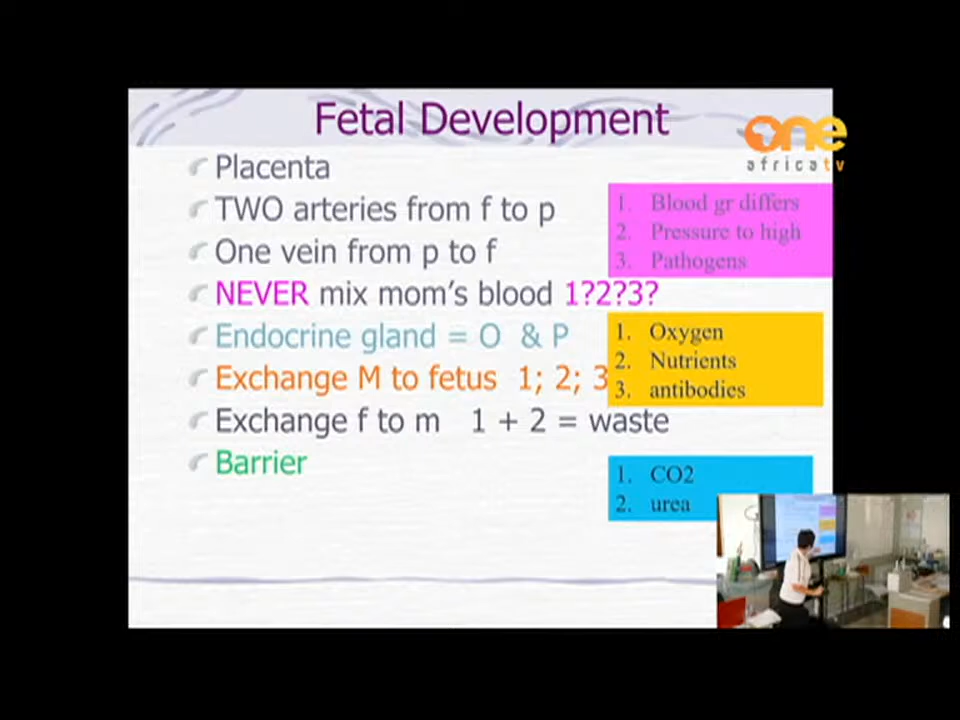 Fetal Development
one
africatv
Placenta
TWO arteries from f to p
One vein from p to f
NEVER mix mom's blood 1?2?3?
Endocrine gland = O & P
Exchange M to fetus 1; 2; 3
Exchange f to m 1 + 2 = waste
Barrier
1. Blood gr differs
2. Pressure to high
3. Pathogens
1. Oxygen
2. Nutrients
3. antibodies
1. CO2
2. urea